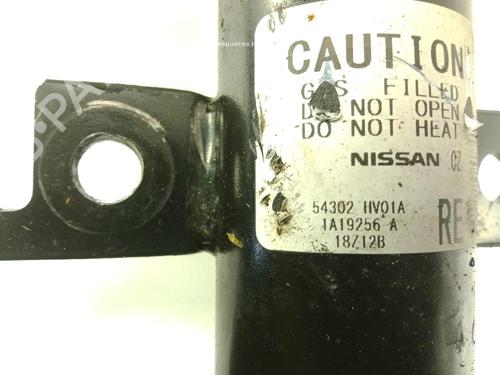 CAUTION
GAS FILLED
DO NOT OPEN
DO NOT HEAT
NISSAN CZ
54302 HV01A
1A19256 A
18Z12B
RE